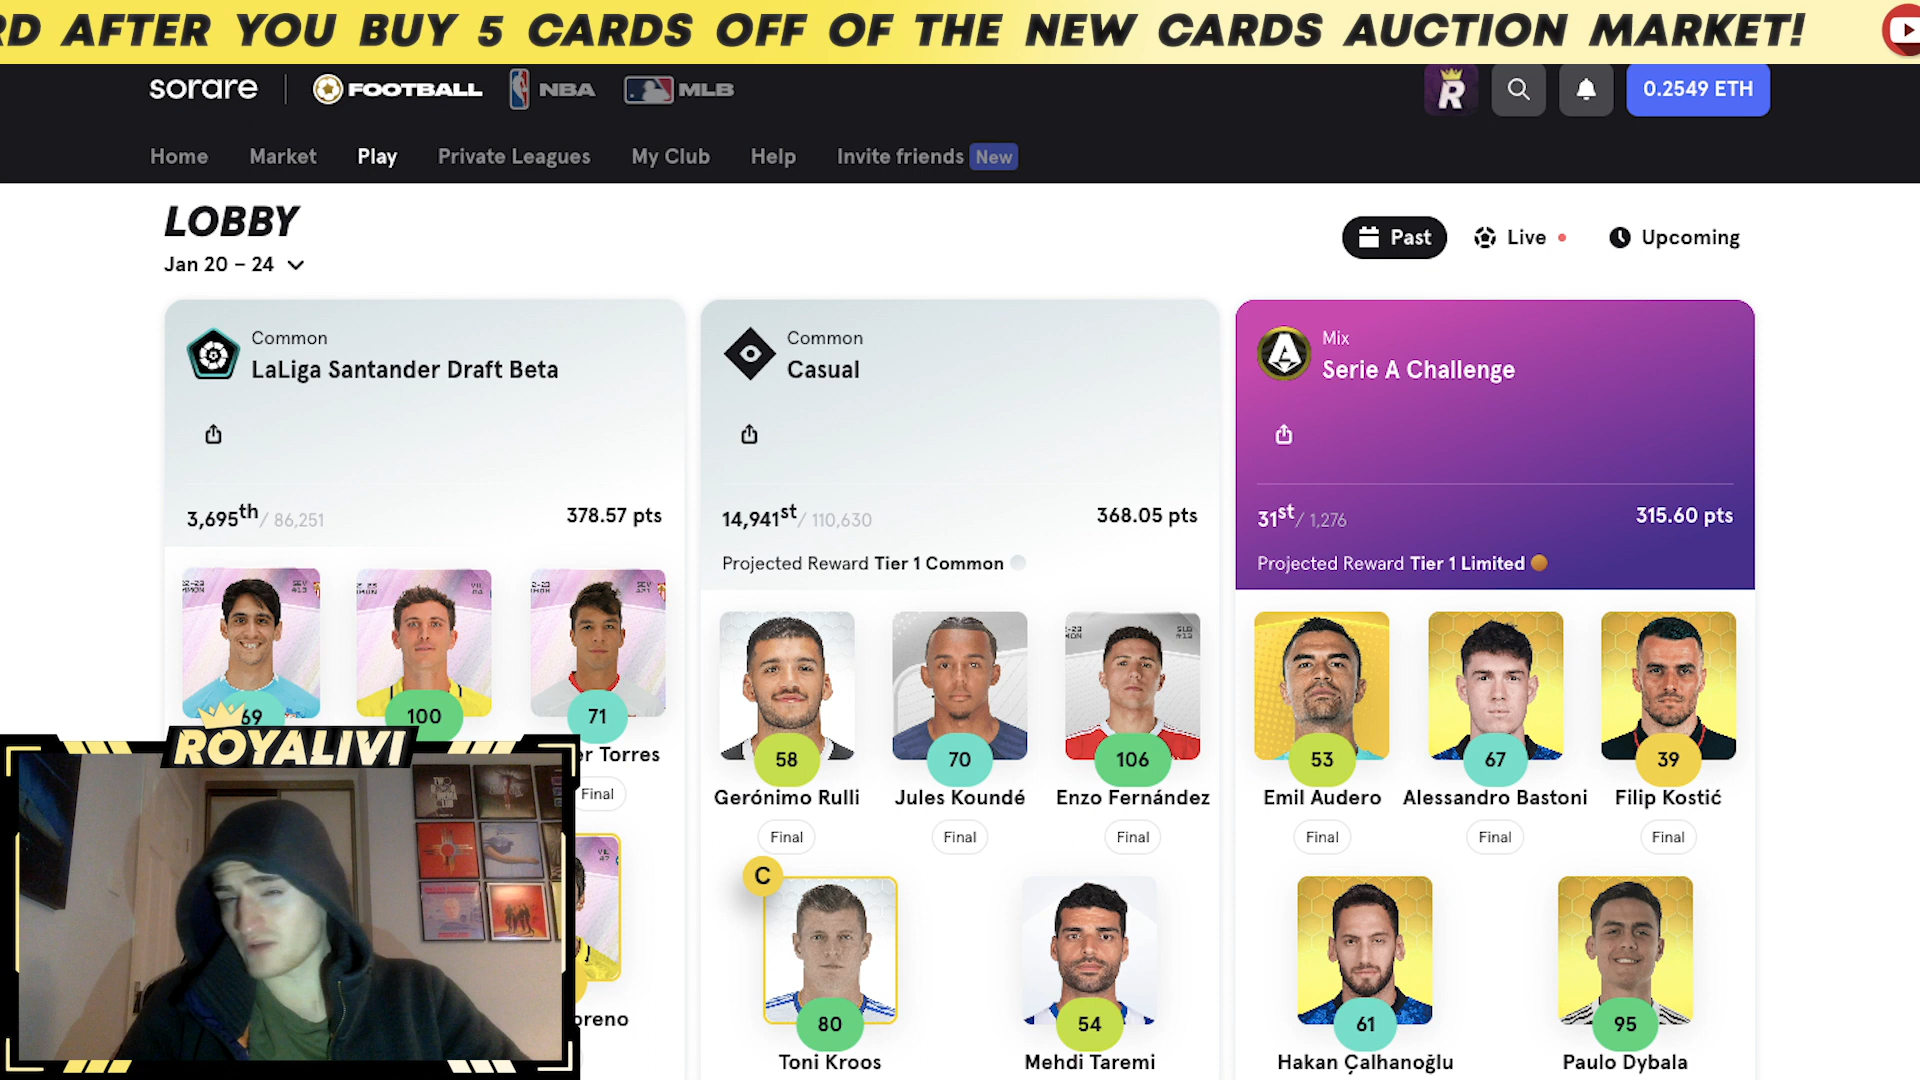 RD AFTER YOU BUY 5 CARDS OFF OF THE NEW CARDS AUCTION MARKET!
sorare FOOTBALL NBA MLB R 0.2549 ETH
Home Market Play Private Leagues My Club Help Invite friends New
LOBBY
Jan 20 – 24
Past Live Upcoming
Common
LaLiga Santander Draft Beta
3,695th / 86,251 378.57 pts
69 100 71
er Torres
Final
oreno
Common
Casual
14,941st / 110,630 368.05 pts
Projected Reward Tier 1 Common
58 70 106
Gerónimo Rulli Jules Koundé Enzo Fernández
Final Final Final
C
80 54
Toni Kroos Mehdi Taremi
Mix
Serie A Challenge
31st / 1,276 315.60 pts
Projected Reward Tier 1 Limited
53 67 39
Emil Audero Alessandro Bastoni Filip Kostić
Final Final Final
61 95
Hakan Çalhanoğlu Paulo Dybala
ROYALIVI